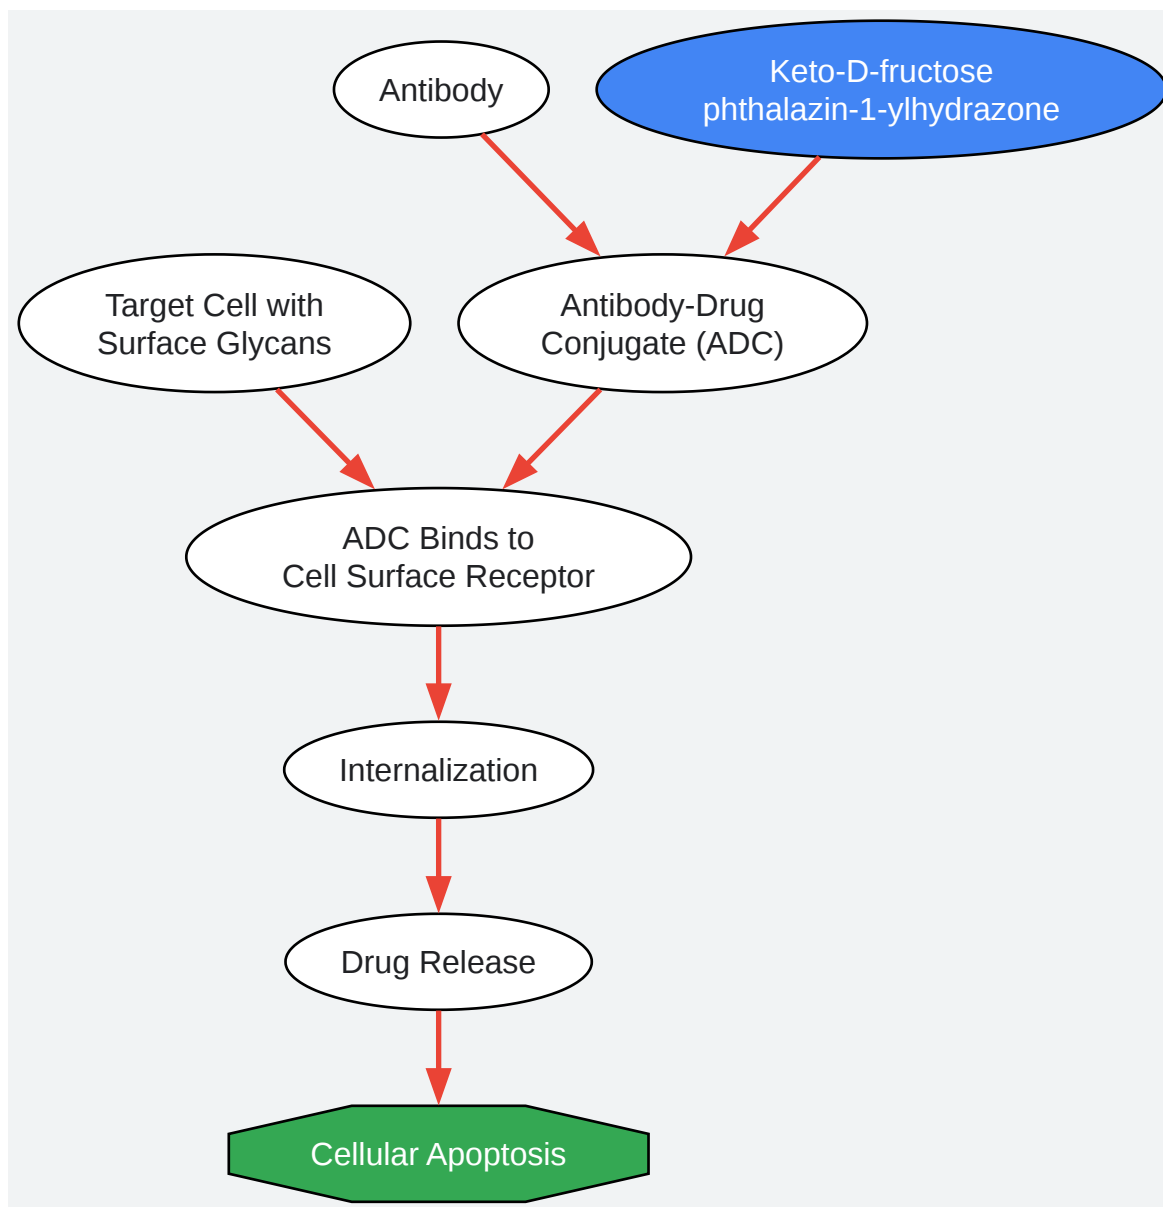 Antibody
Keto-D-fructose
phthalazin-1-ylhydrazone
Target Cell with
Surface Glycans
Antibody-Drug
Conjugate (ADC)
ADC Binds to
Cell Surface Receptor
Internalization
Drug Release
Cellular Apoptosis